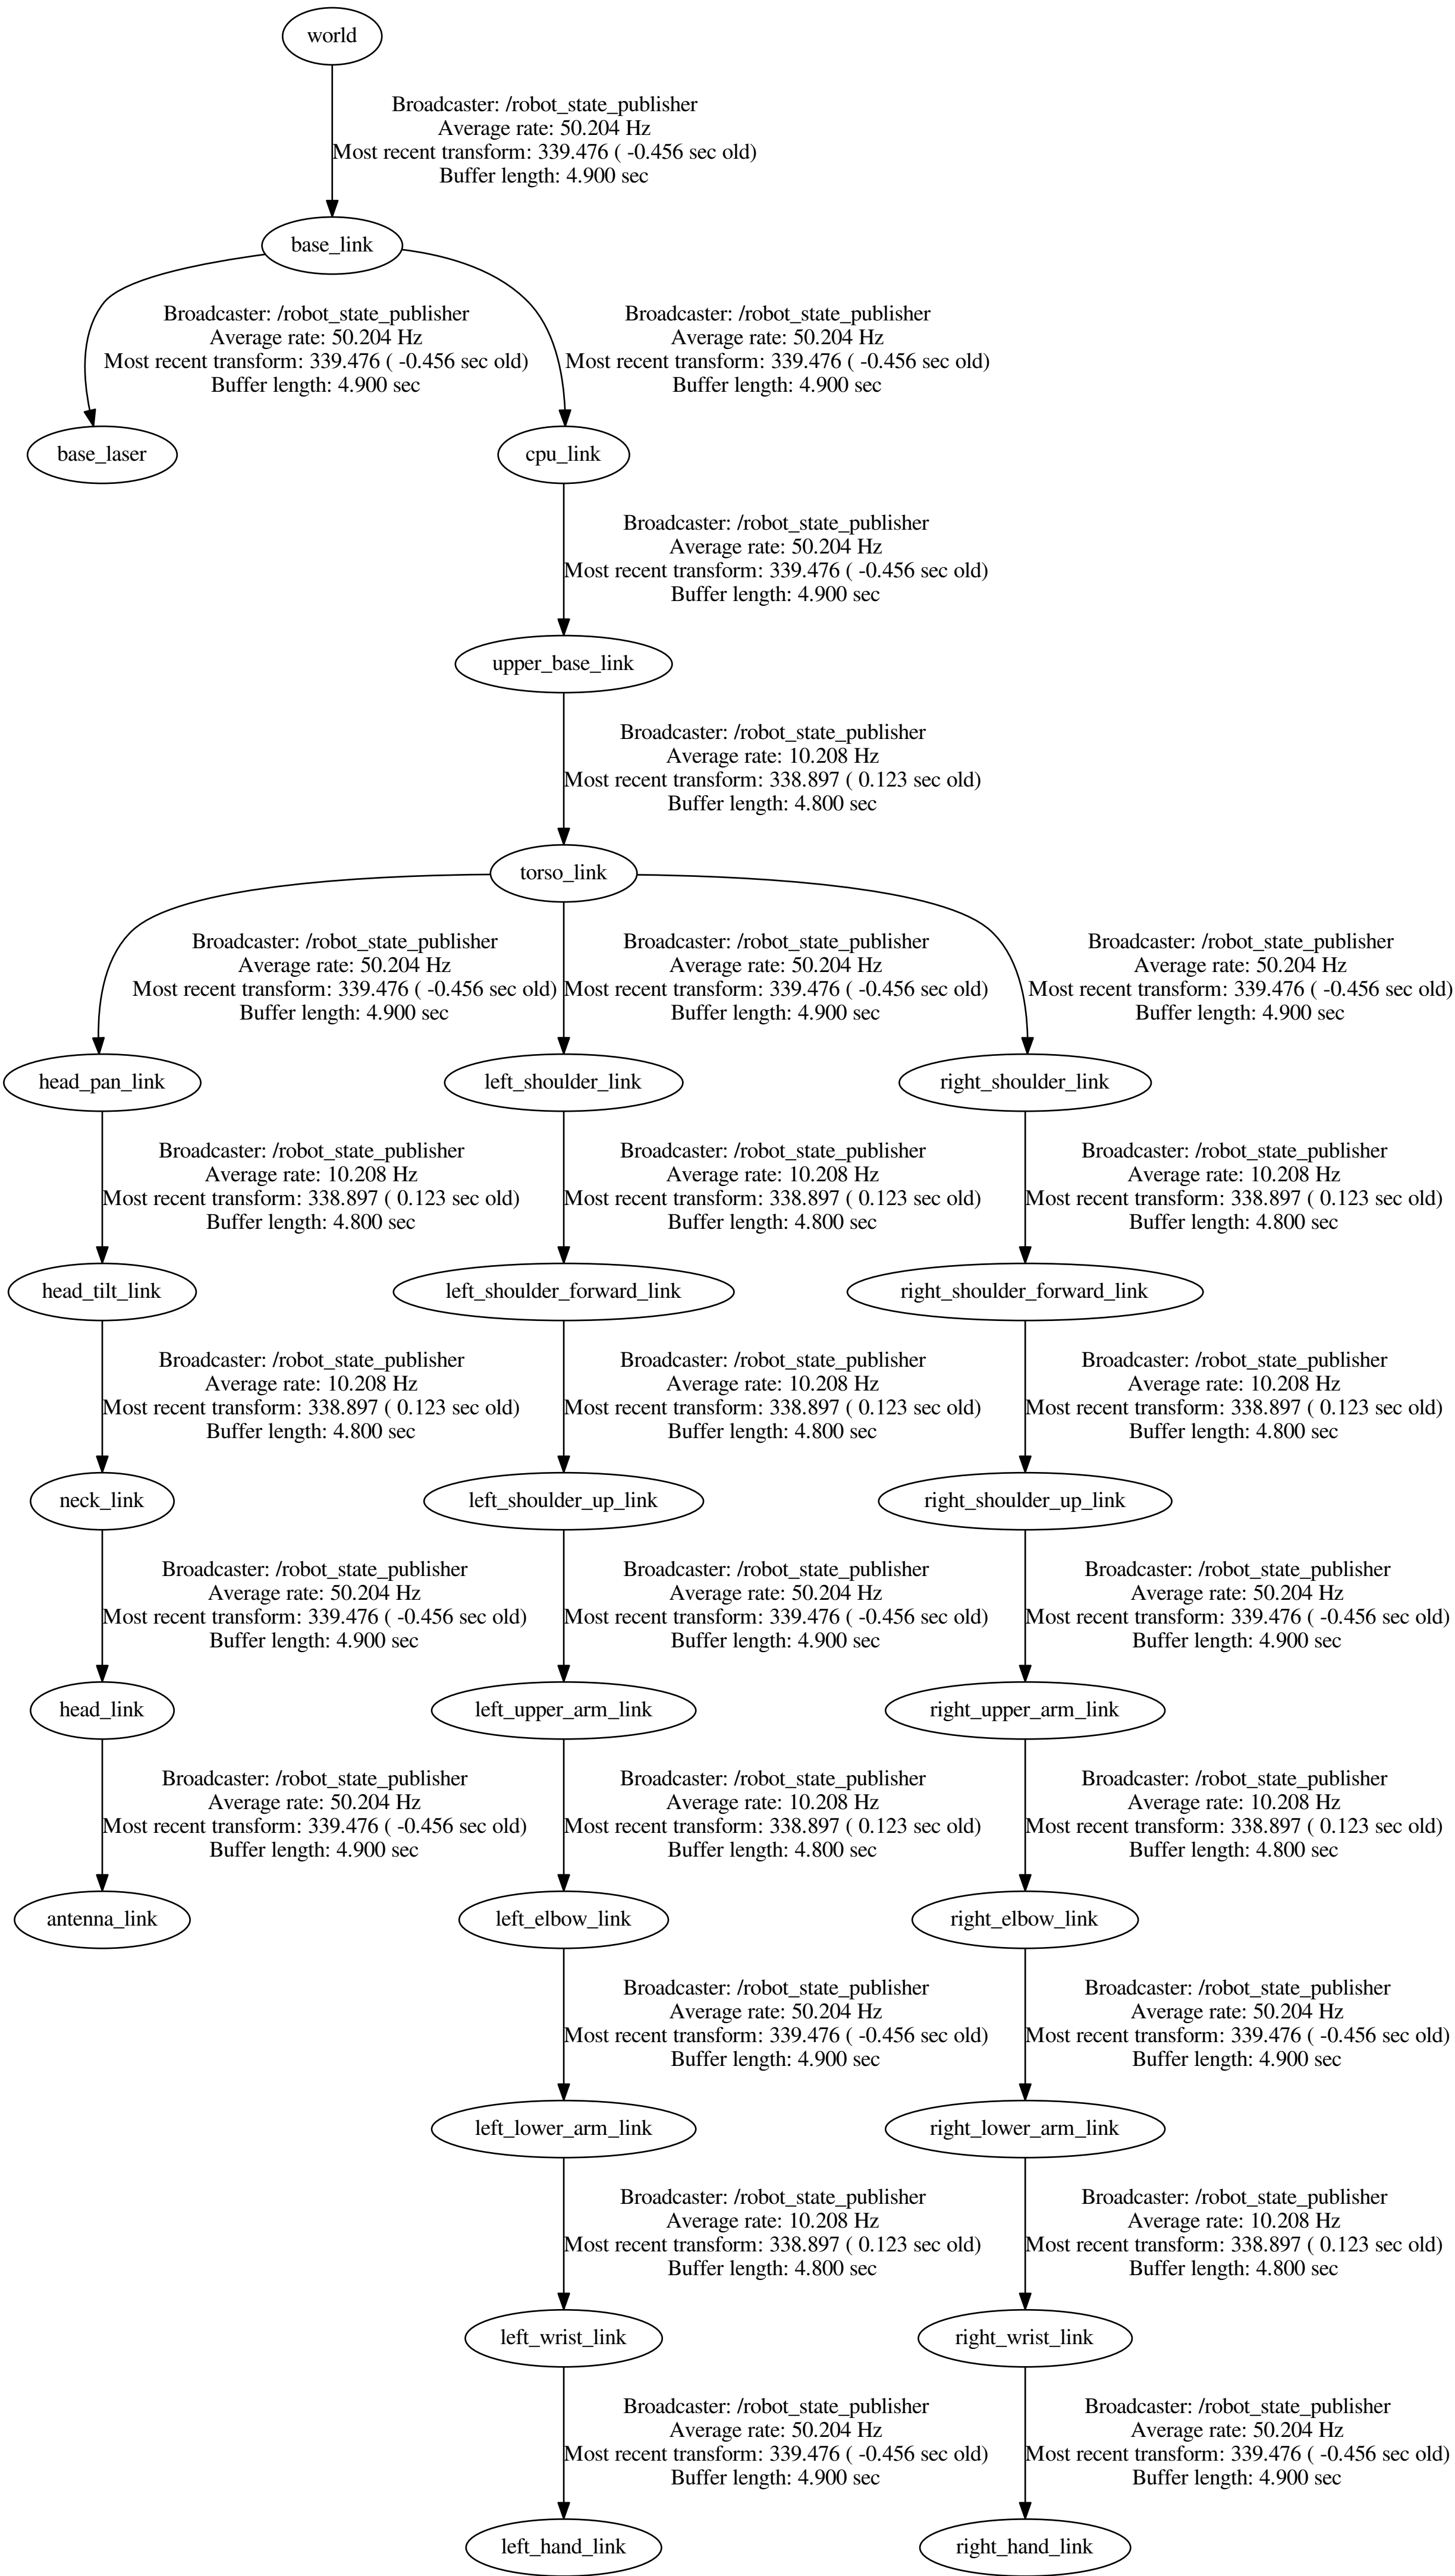 world
Broadcaster: /robot_state_publisher
Average rate: 50.204 Hz
Most recent transform: 339.476 ( -0.456 sec old)
Buffer length: 4.900 sec
base_link
Broadcaster: /robot_state_publisher
Average rate: 50.204 Hz
Most recent transform: 339.476 ( -0.456 sec old)
Buffer length: 4.900 sec
Broadcaster: /robot_state_publisher
Average rate: 50.204 Hz
Most recent transform: 339.476 ( -0.456 sec old)
Buffer length: 4.900 sec
base_laser
cpu_link
Broadcaster: /robot_state_publisher
Average rate: 50.204 Hz
Most recent transform: 339.476 ( -0.456 sec old)
Buffer length: 4.900 sec
upper_base_link
Broadcaster: /robot_state_publisher
Average rate: 10.208 Hz
Most recent transform: 338.897 ( 0.123 sec old)
Buffer length: 4.800 sec
torso_link
Broadcaster: /robot_state_publisher
Average rate: 50.204 Hz
Most recent transform: 339.476 ( -0.456 sec old)
Buffer length: 4.900 sec
Broadcaster: /robot_state_publisher
Average rate: 50.204 Hz
Most recent transform: 339.476 ( -0.456 sec old)
Buffer length: 4.900 sec
Broadcaster: /robot_state_publisher
Average rate: 50.204 Hz
Most recent transform: 339.476 ( -0.456 sec old)
Buffer length: 4.900 sec
head_pan_link
left_shoulder_link
right_shoulder_link
Broadcaster: /robot_state_publisher
Average rate: 10.208 Hz
Most recent transform: 338.897 ( 0.123 sec old)
Buffer length: 4.800 sec
Broadcaster: /robot_state_publisher
Average rate: 10.208 Hz
Most recent transform: 338.897 ( 0.123 sec old)
Buffer length: 4.800 sec
Broadcaster: /robot_state_publisher
Average rate: 10.208 Hz
Most recent transform: 338.897 ( 0.123 sec old)
Buffer length: 4.800 sec
head_tilt_link
left_shoulder_forward_link
right_shoulder_forward_link
Broadcaster: /robot_state_publisher
Average rate: 10.208 Hz
Most recent transform: 338.897 ( 0.123 sec old)
Buffer length: 4.800 sec
Broadcaster: /robot_state_publisher
Average rate: 10.208 Hz
Most recent transform: 338.897 ( 0.123 sec old)
Buffer length: 4.800 sec
Broadcaster: /robot_state_publisher
Average rate: 10.208 Hz
Most recent transform: 338.897 ( 0.123 sec old)
Buffer length: 4.800 sec
neck_link
left_shoulder_up_link
right_shoulder_up_link
Broadcaster: /robot_state_publisher
Average rate: 50.204 Hz
Most recent transform: 339.476 ( -0.456 sec old)
Buffer length: 4.900 sec
Broadcaster: /robot_state_publisher
Average rate: 50.204 Hz
Most recent transform: 339.476 ( -0.456 sec old)
Buffer length: 4.900 sec
Broadcaster: /robot_state_publisher
Average rate: 50.204 Hz
Most recent transform: 339.476 ( -0.456 sec old)
Buffer length: 4.900 sec
head_link
left_upper_arm_link
right_upper_arm_link
Broadcaster: /robot_state_publisher
Average rate: 50.204 Hz
Most recent transform: 339.476 ( -0.456 sec old)
Buffer length: 4.900 sec
Broadcaster: /robot_state_publisher
Average rate: 10.208 Hz
Most recent transform: 338.897 ( 0.123 sec old)
Buffer length: 4.800 sec
Broadcaster: /robot_state_publisher
Average rate: 10.208 Hz
Most recent transform: 338.897 ( 0.123 sec old)
Buffer length: 4.800 sec
antenna_link
left_elbow_link
right_elbow_link
Broadcaster: /robot_state_publisher
Average rate: 50.204 Hz
Most recent transform: 339.476 ( -0.456 sec old)
Buffer length: 4.900 sec
Broadcaster: /robot_state_publisher
Average rate: 50.204 Hz
Most recent transform: 339.476 ( -0.456 sec old)
Buffer length: 4.900 sec
left_lower_arm_link
right_lower_arm_link
Broadcaster: /robot_state_publisher
Average rate: 10.208 Hz
Most recent transform: 338.897 ( 0.123 sec old)
Buffer length: 4.800 sec
Broadcaster: /robot_state_publisher
Average rate: 10.208 Hz
Most recent transform: 338.897 ( 0.123 sec old)
Buffer length: 4.800 sec
left_wrist_link
right_wrist_link
Broadcaster: /robot_state_publisher
Average rate: 50.204 Hz
Most recent transform: 339.476 ( -0.456 sec old)
Buffer length: 4.900 sec
Broadcaster: /robot_state_publisher
Average rate: 50.204 Hz
Most recent transform: 339.476 ( -0.456 sec old)
Buffer length: 4.900 sec
left_hand_link
right_hand_link